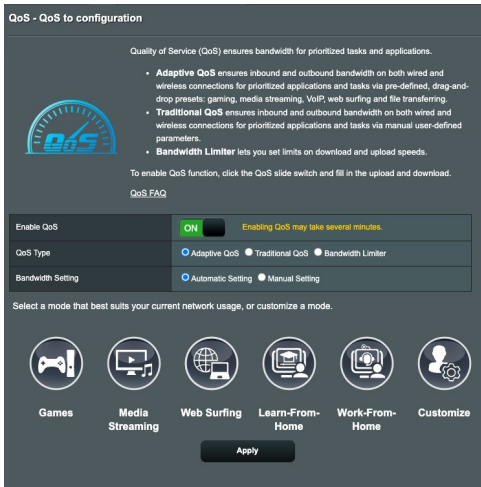 QoS - QoS to configuration
Quality of Service (QoS) ensures bandwidth for prioritized tasks and applications.
• Adaptive QoS ensures inbound and outbound bandwidth on both wired and
wireless connections for prioritized applications and tasks via pre-defined, drag-and-
drop presets: gaming, media streaming, VoIP, web surfing and file transferring.
• Traditional QoS ensures inbound and outbound bandwidth on both wired and
wireless connections for prioritized applications and tasks via manual user-defined
parameters.
• Bandwidth Limiter lets you set limits on download and upload speeds.
QoS
To enable QoS function, click the QoS slide switch and fill in the upload and download.
QoS FAQ
Enable QoS ON Enabling QoS may take several minutes.
QoS Type Adaptive QoS Traditional QoS Bandwidth Limiter
Bandwidth Setting Automatic Setting Manual Setting
Select a mode that best suits your current network usage, or customize a mode.
Games Media Web Surfing Learn-From- Work-From- Customize
Streaming Home Home
Apply